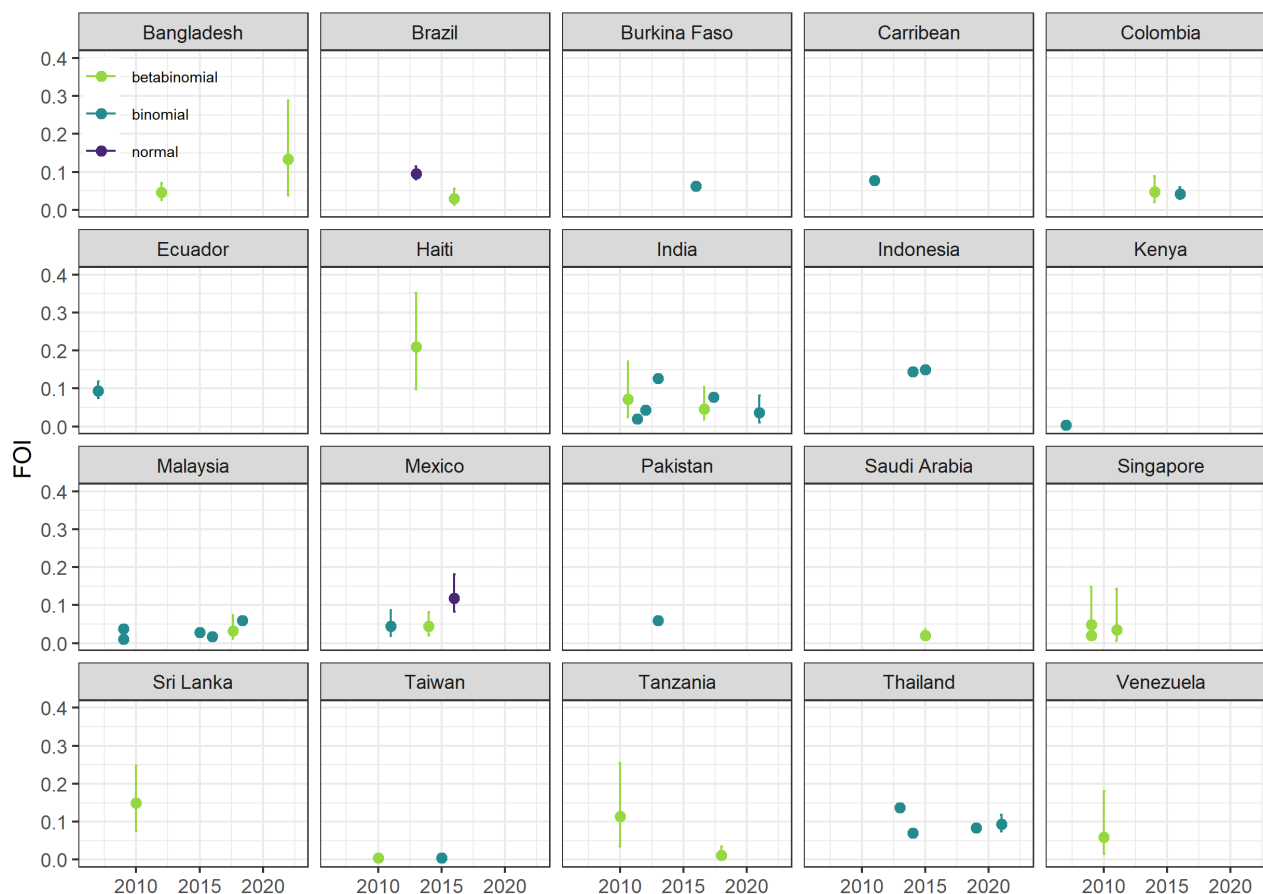 Bangladesh Brazil Burkina Faso Carribean Colombia
0.4
0.3
0.2
0.1
0.0
betabinomial
binomial
normal
Ecuador Haiti India Indonesia Kenya
0.4
0.3
0.2
0.1
0.0
FOI
Malaysia Mexico Pakistan Saudi Arabia Singapore
0.4
0.3
0.2
0.1
0.0
Sri Lanka Taiwan Tanzania Thailand Venezuela
0.4
0.3
0.2
0.1
0.0
2010 2015 2020 2010 2015 2020 2010 2015 2020 2010 2015 2020 2010 2015 2020